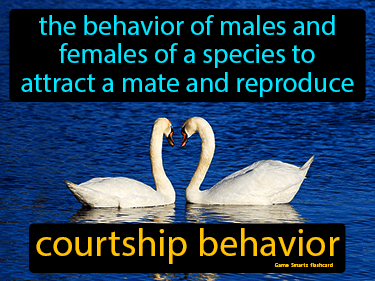 the behavior of males and
females of a species to
attract a mate and reproduce
courtship behavior
Game Smartz flashcard